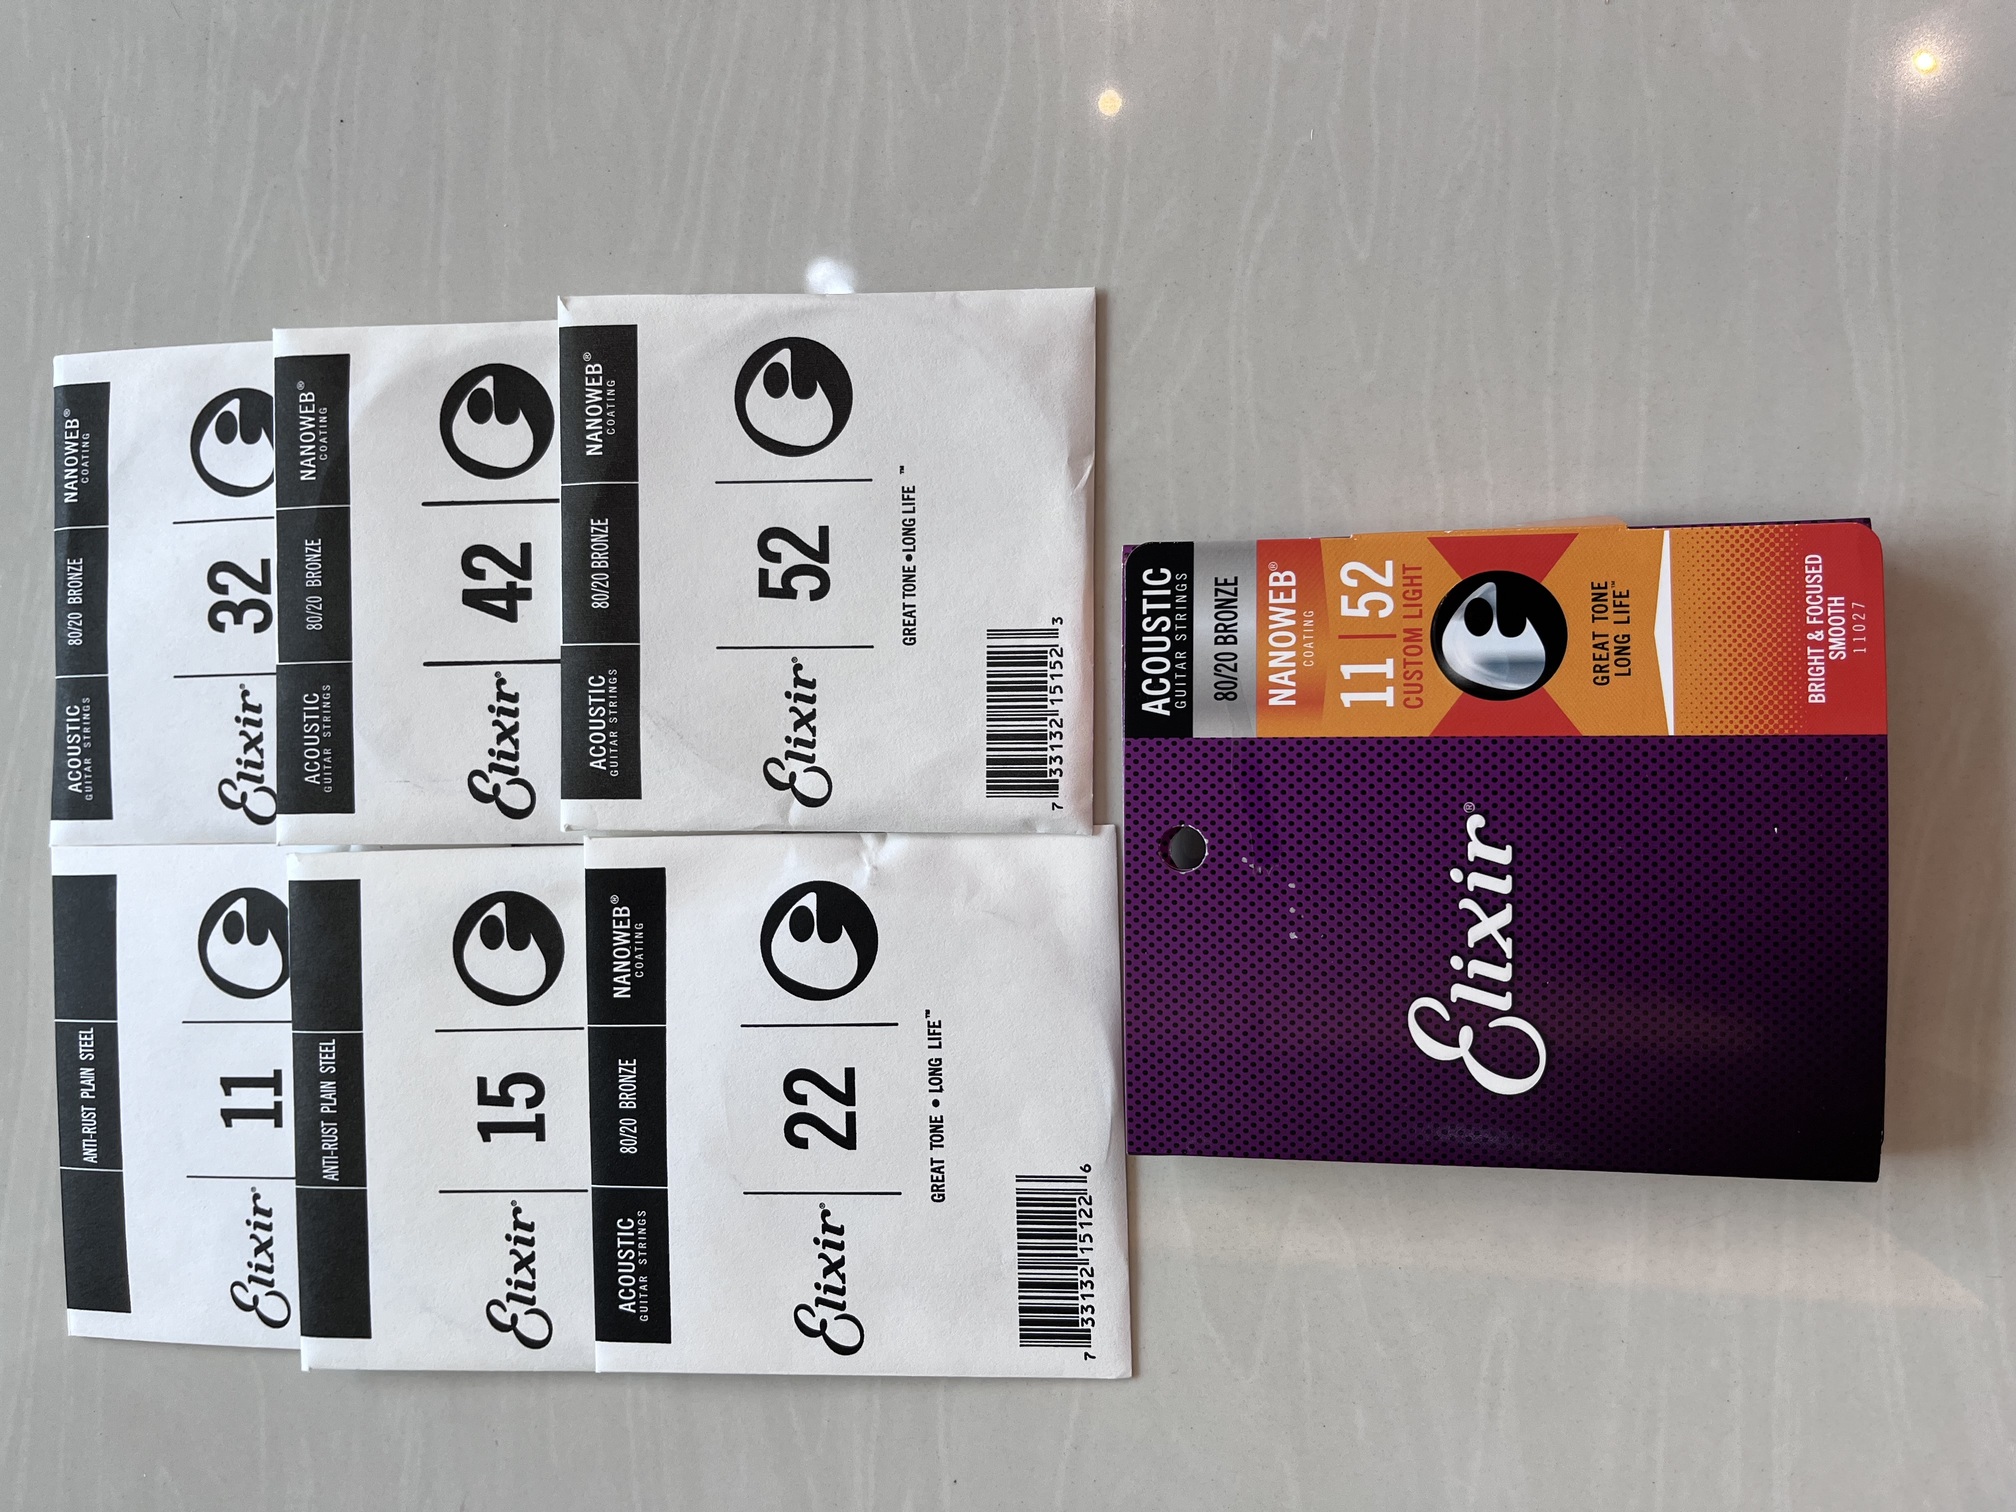 ANTI-RUST PLAIN STEEL
Elixir® 11
ANTI-RUST PLAIN STEEL
Elixir® 15
ACOUSTIC
GUITAR STRINGS
80/20 BRONZE
NANOWEB®
COATING
Elixir® 22
GREAT TONE • LONG LIFE™
7 33132 15122 6
ACOUSTIC
GUITAR STRINGS
80/20 BRONZE
NANOWEB®
COATING
Elixir® 32
ACOUSTIC
GUITAR STRINGS
80/20 BRONZE
NANOWEB®
COATING
Elixir® 42
ACOUSTIC
GUITAR STRINGS
80/20 BRONZE
NANOWEB®
COATING
Elixir® 52
GREAT TONE • LONG LIFE™
7 33132 15152 3
Elixir®
ACOUSTIC
GUITAR STRINGS
80/20 BRONZE
NANOWEB®
COATING
11 | 52
CUSTOM LIGHT
GREAT TONE
LONG LIFE™
BRIGHT & FOCUSED
SMOOTH
11027